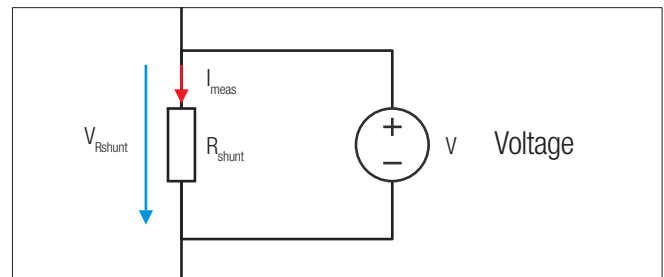 I_meas
V_Rshunt
R_shunt
+
−
V
Voltage